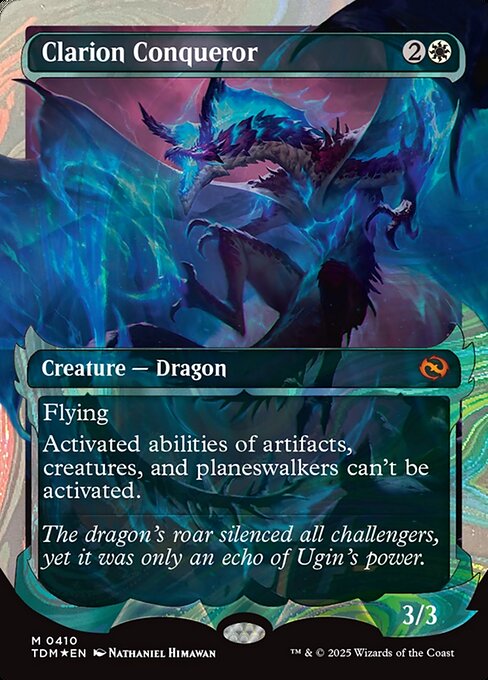 Clarion Conqueror 2
Creature — Dragon
Flying
Activated abilities of artifacts,
creatures, and planeswalkers can't be
activated.
The dragon's roar silenced all challengers,
yet it was only an echo of Ugin's power.
3/3
M 0410
TDM★EN Nathaniel Himawan
™ & © 2025 Wizards of the Coast